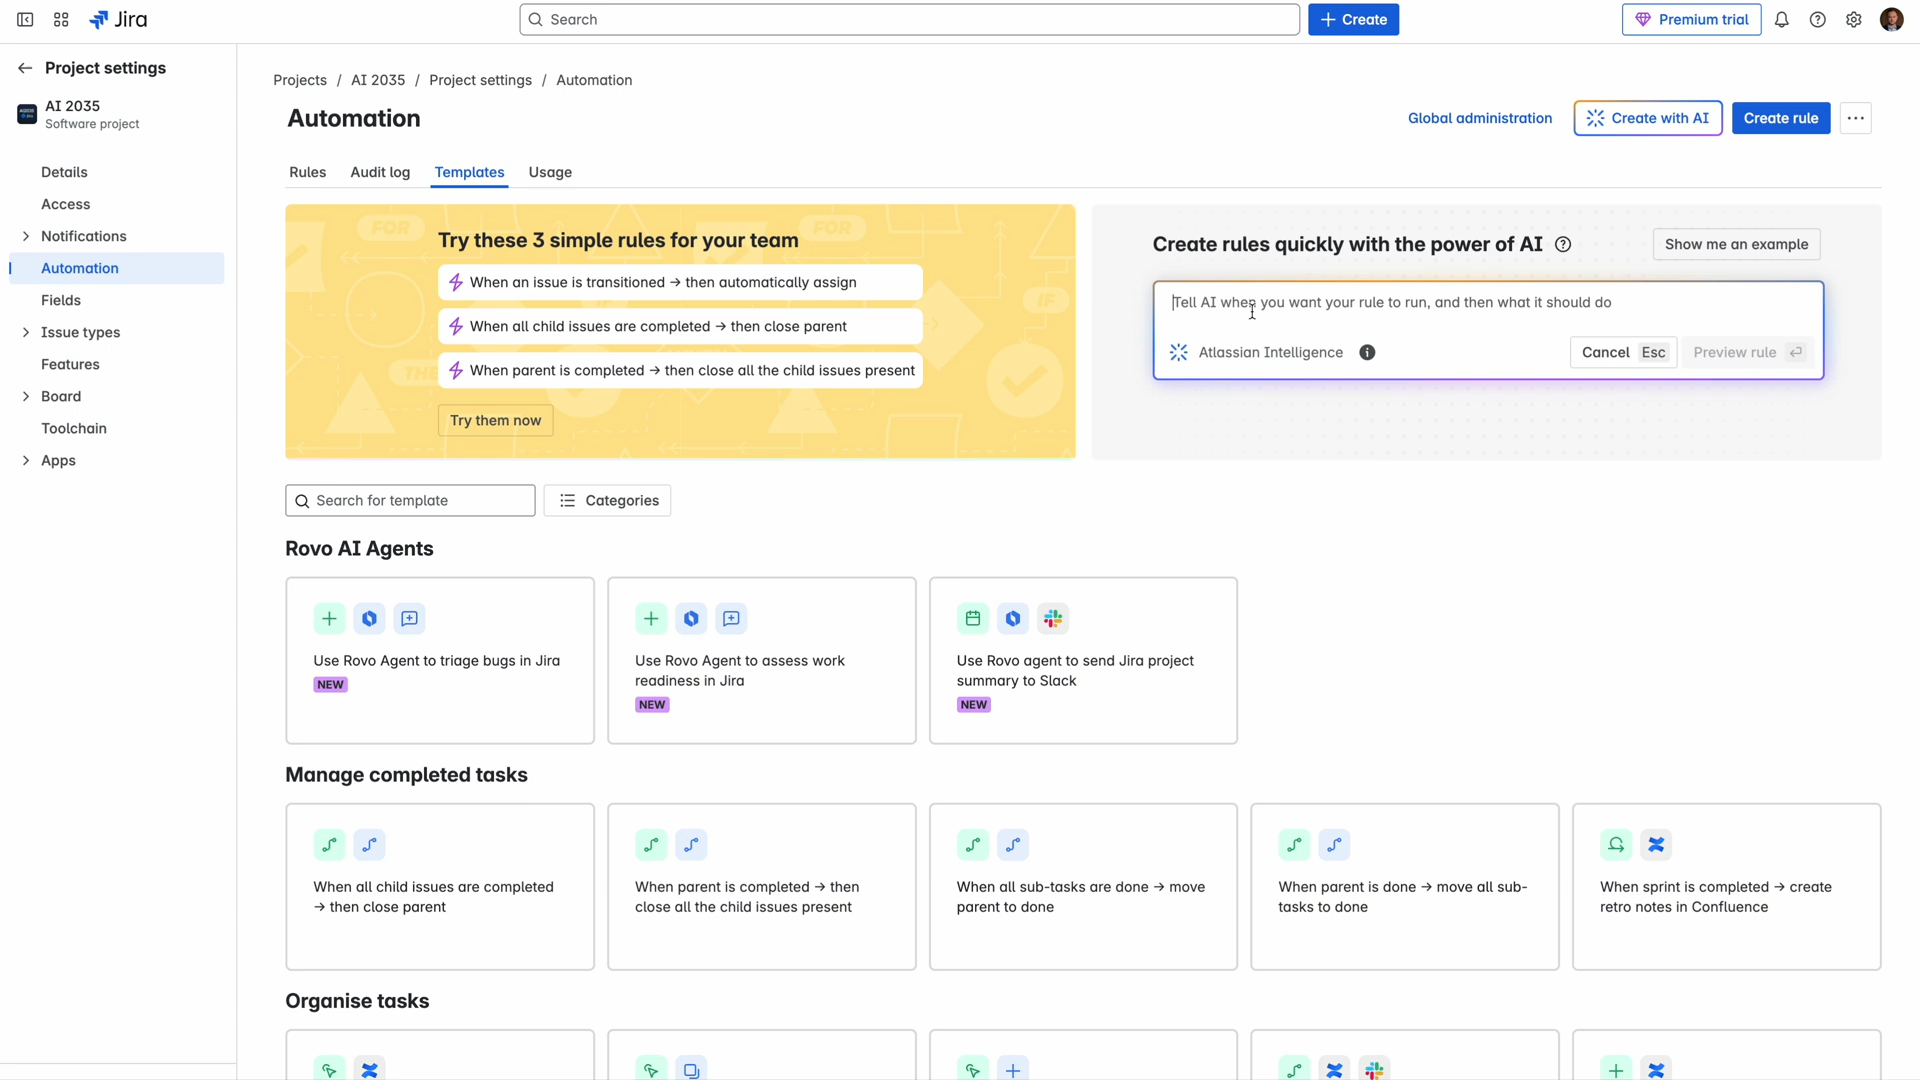 Jira
Search
Create
Premium trial
Project settings
AI 2035
Software project
Details
Access
Notifications
Automation
Fields
Issue types
Features
Board
Toolchain
Apps
Projects / AI 2035 / Project settings / Automation
Automation
Global administration
Create with AI
Create rule
Rules
Audit log
Templates
Usage
FOR
FOR
IF
Try these 3 simple rules for your team
When an issue is transitioned → then automatically assign
When all child issues are completed → then close parent
When parent is completed → then close all the child issues present
Try them now
Create rules quickly with the power of AI
Show me an example
Tell AI when you want your rule to run, and then what it should do
Atlassian Intelligence
Cancel Esc
Preview rule
Search for template
Categories
Rovo AI Agents
Use Rovo Agent to triage bugs in Jira
NEW
Use Rovo Agent to assess work
readiness in Jira
NEW
Use Rovo agent to send Jira project
summary to Slack
NEW
Manage completed tasks
When all child issues are completed
→ then close parent
When parent is completed → then
close all the child issues present
When all sub-tasks are done → move
parent to done
When parent is done → move all sub-
tasks to done
When sprint is completed → create
retro notes in Confluence
Organise tasks